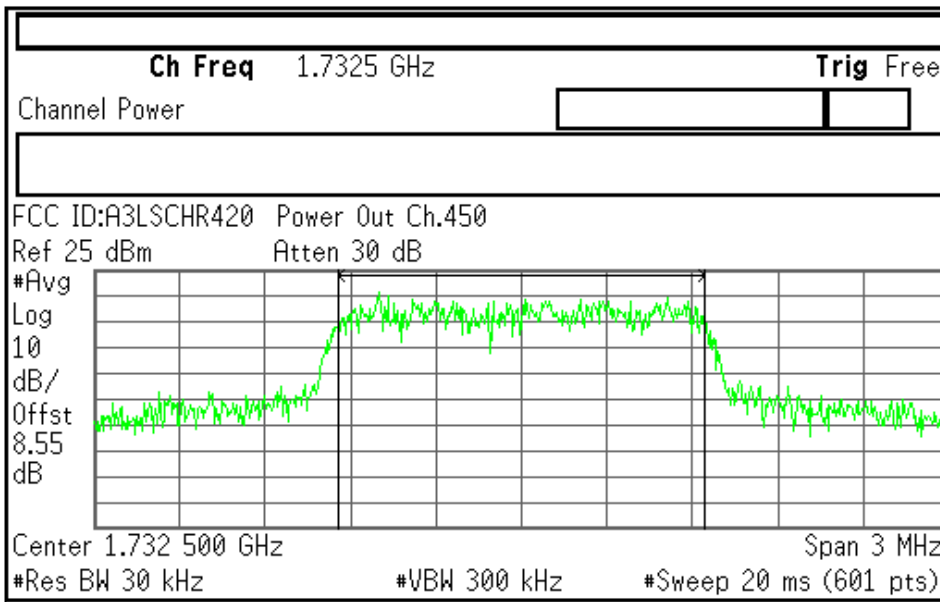 Ch Freq 1.7325 GHz Trig Free
Channel Power
FCC ID:A3LSCHR420 Power Out Ch.450
Ref 25 dBm Atten 30 dB
#Avg
Log
10
dB/
Offst
8.55
dB
Center 1.732 500 GHz Span 3 MHz
#Res BW 30 kHz #VBW 300 kHz #Sweep 20 ms (601 pts)